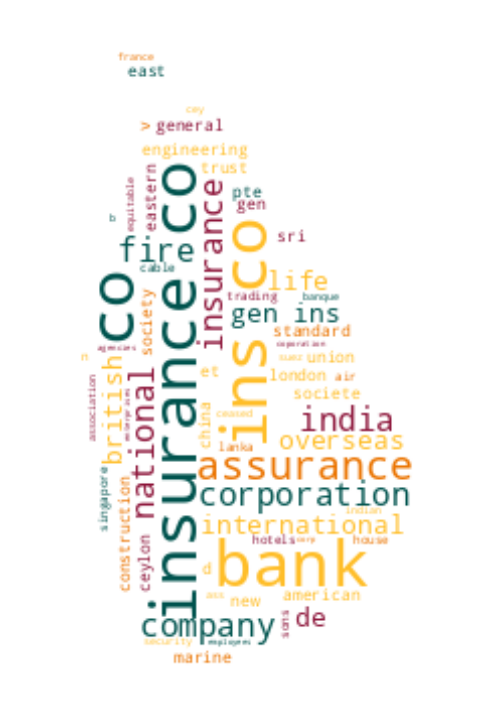 france
east
cey
> general
engineering
trust
equitable
eastern
insurance co
insurance
pte
gen
b
ins co
sri
fire
cable
life
co
trading
banque
gen ins
society
standard
coporation
agencies
n
suez
union
british
et
london
air
national
association
enterprises
societe
china
ceased
india
overseas
lanka
assurance
singapore
corporation
construction
indian
international
ceylon
hotels
corp
house
bank
d
ass
new
american
company
sons
de
security
employees
marine